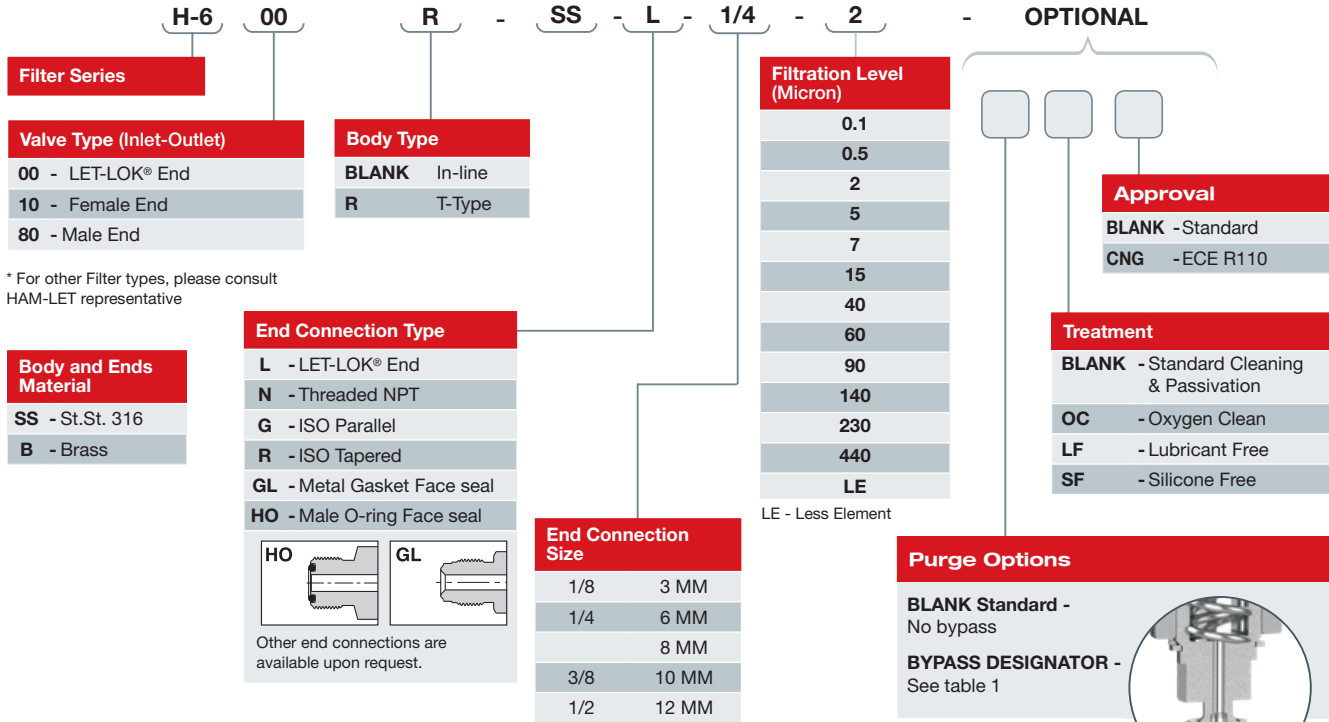 H-6 00 R - SS - L - 1/4 - 2 - OPTIONAL
Filter Series
Valve Type (Inlet-Outlet)
00 - LET-LOK® End
10 - Female End
80 - Male End
* For other Filter types, please consult
HAM-LET representative
Body Type
BLANK In-line
R T-Type
Body and Ends
Material
SS - St.St. 316
B - Brass
End Connection Type
L - LET-LOK® End
N - Threaded NPT
G - ISO Parallel
R - ISO Tapered
GL - Metal Gasket Face seal
HO - Male O-ring Face seal
HO GL
Other end connections are
available upon request.
End Connection
Size
1/8 3 MM
1/4 6 MM
8 MM
3/8 10 MM
1/2 12 MM
Filtration Level
(Micron)
0.1
0.5
2
5
7
15
40
60
90
140
230
440
LE
LE - Less Element
Approval
BLANK - Standard
CNG - ECE R110
Treatment
BLANK - Standard Cleaning
& Passivation
OC - Oxygen Clean
LF - Lubricant Free
SF - Silicone Free
Purge Options
BLANK Standard -
No bypass
BYPASS DESIGNATOR -
See table 1